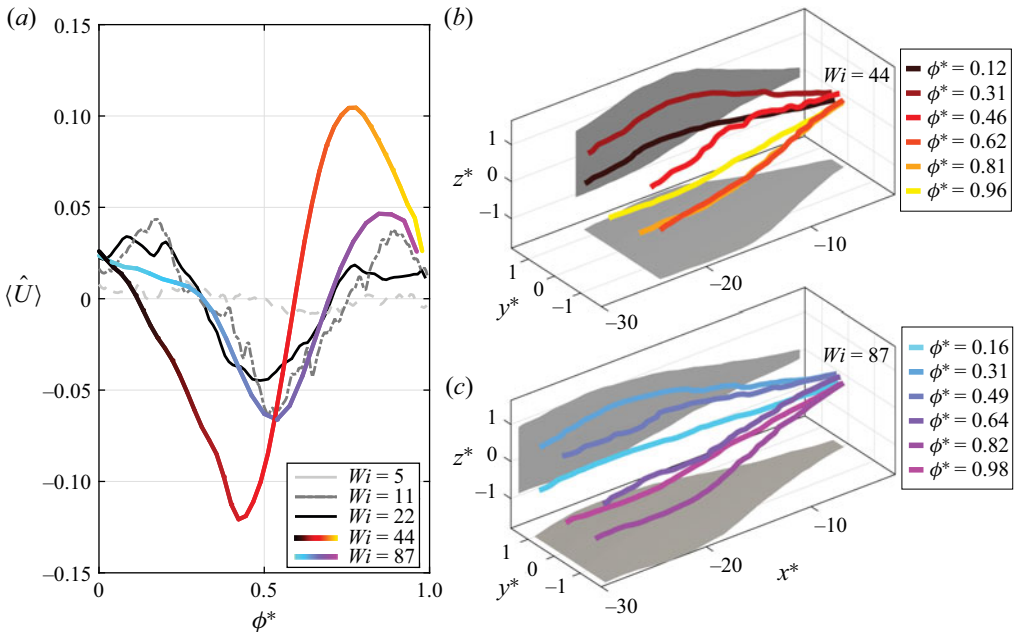 (a)
0.15
0.10
0.05
0
–0.05
–0.10
–0.15
⟨Û⟩
0
0.5
1.0
ϕ*
Wi = 5
Wi = 11
Wi = 22
Wi = 44
Wi = 87
(b)
Wi = 44
1
0
–1
z*
1
0
–1
y*
–30
–20
–10
ϕ* = 0.12
ϕ* = 0.31
ϕ* = 0.46
ϕ* = 0.62
ϕ* = 0.81
ϕ* = 0.96
(c)
Wi = 87
1
0
–1
z*
1
0
–1
y*
–30
–20
–10
x*
ϕ* = 0.16
ϕ* = 0.31
ϕ* = 0.49
ϕ* = 0.64
ϕ* = 0.82
ϕ* = 0.98